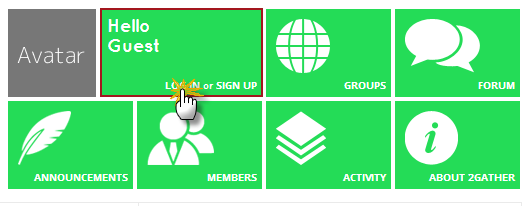 Avatar
Hello
Guest
or SIGN UP
GROUPS
FORUM
ANNOUNCEMENTS
MEMBERS
ACTIVITY
ABOUT 2GATHER